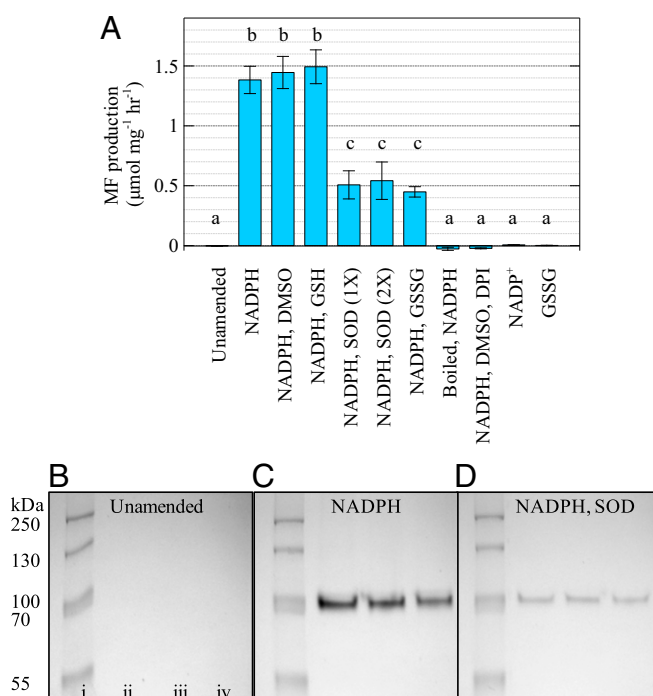 A
MF production
(µmol mg⁻¹ hr⁻¹)
1.5
1
0.5
0
a
b
b
b
c
c
c
a
a
a
a
Unamended
NADPH
NADPH, DMSO
NADPH, GSH
NADPH, SOD (1X)
NADPH, SOD (2X)
NADPH, GSSG
Boiled, NADPH
NADPH, DMSO, DPI
NADP⁺
GSSG
B
C
D
kDa
250
130
100
70
55
Unamended
NADPH
NADPH, SOD
i
ii
iii
iv